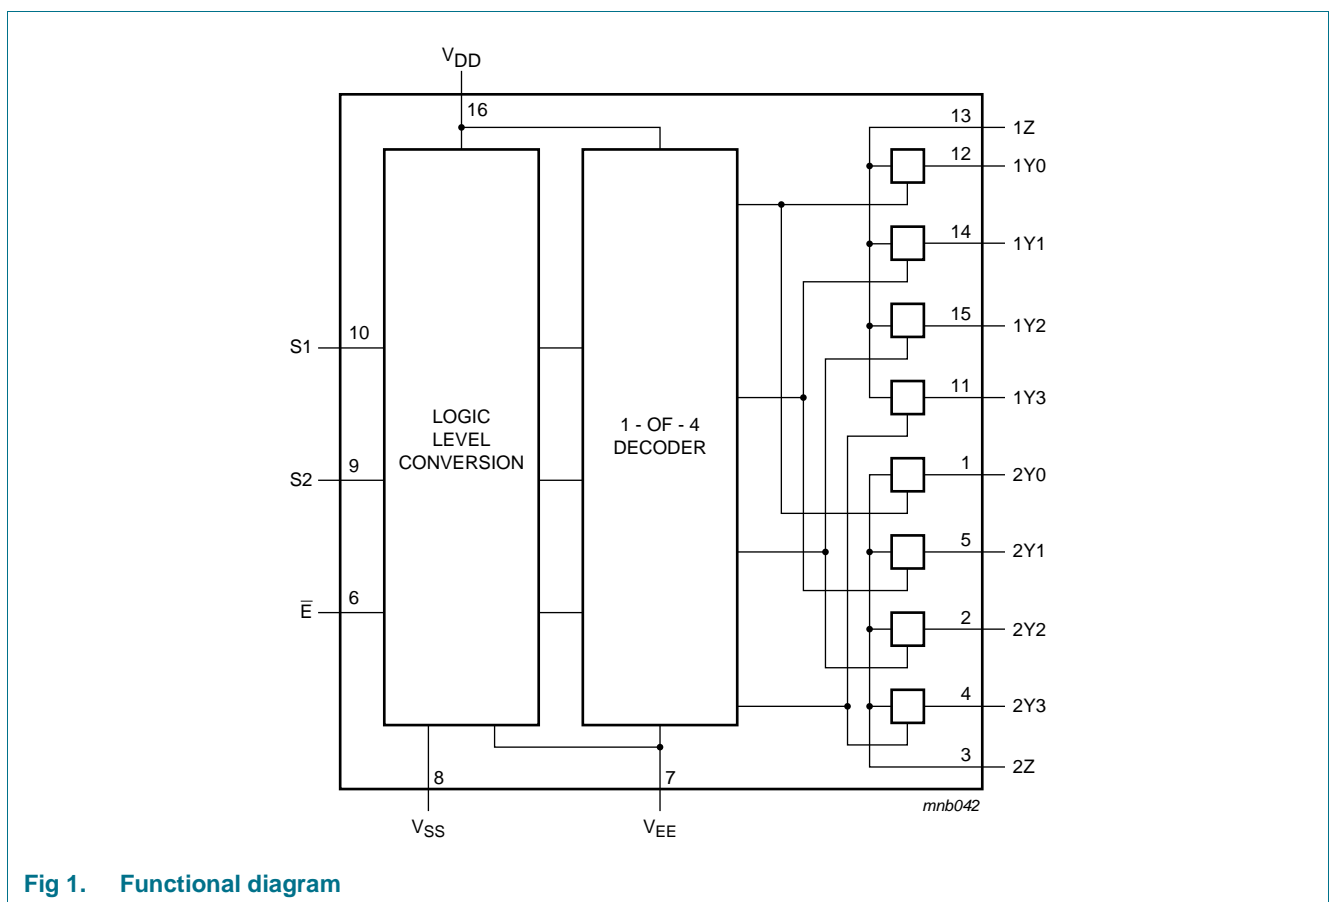 VDD
16
13 1Z
12 1Y0
14 1Y1
15 1Y2
11 1Y3
1 2Y0
5 2Y1
2 2Y2
4 2Y3
3 2Z
S1 10
S2 9
E̅ 6
LOGIC
LEVEL
CONVERSION
1 - OF - 4
DECODER
8
7
VSS
VEE
mnb042
Fig 1. Functional diagram